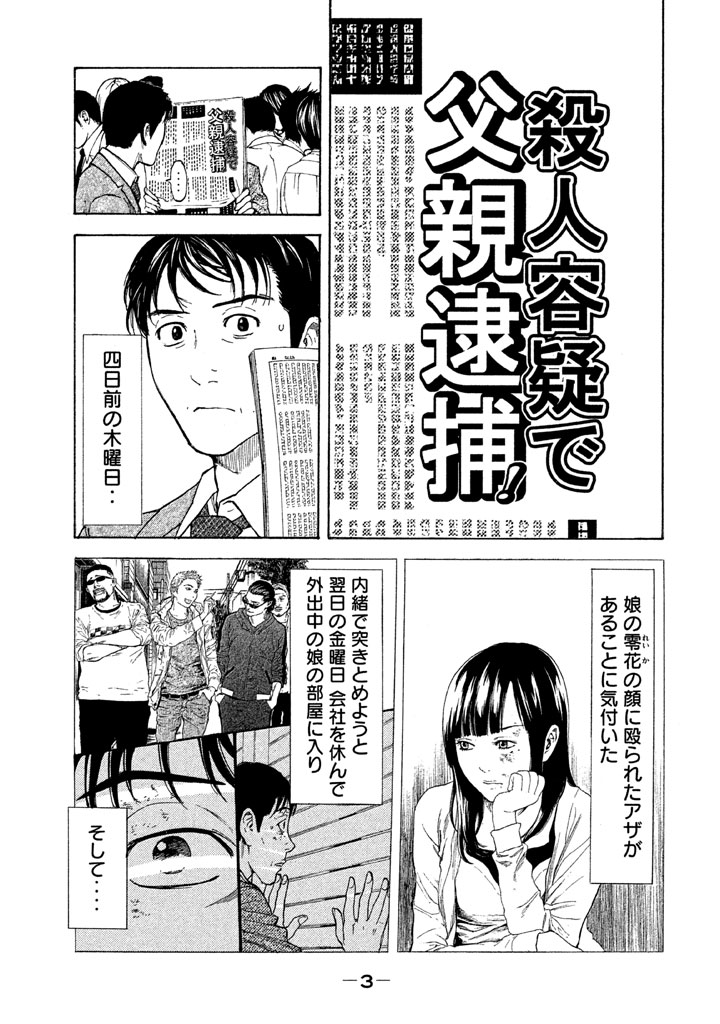 殺人容疑で
父親逮捕!!
殺人容疑で
父親逮捕
・・・
四日前の木曜日・・
娘の零花の顔に殴られたアザが
れいか
あることに気付いた
内緒で突きとめようと
翌日の金曜日 会社を休んで
外出中の娘の部屋に入り
そして・・・・
－3－